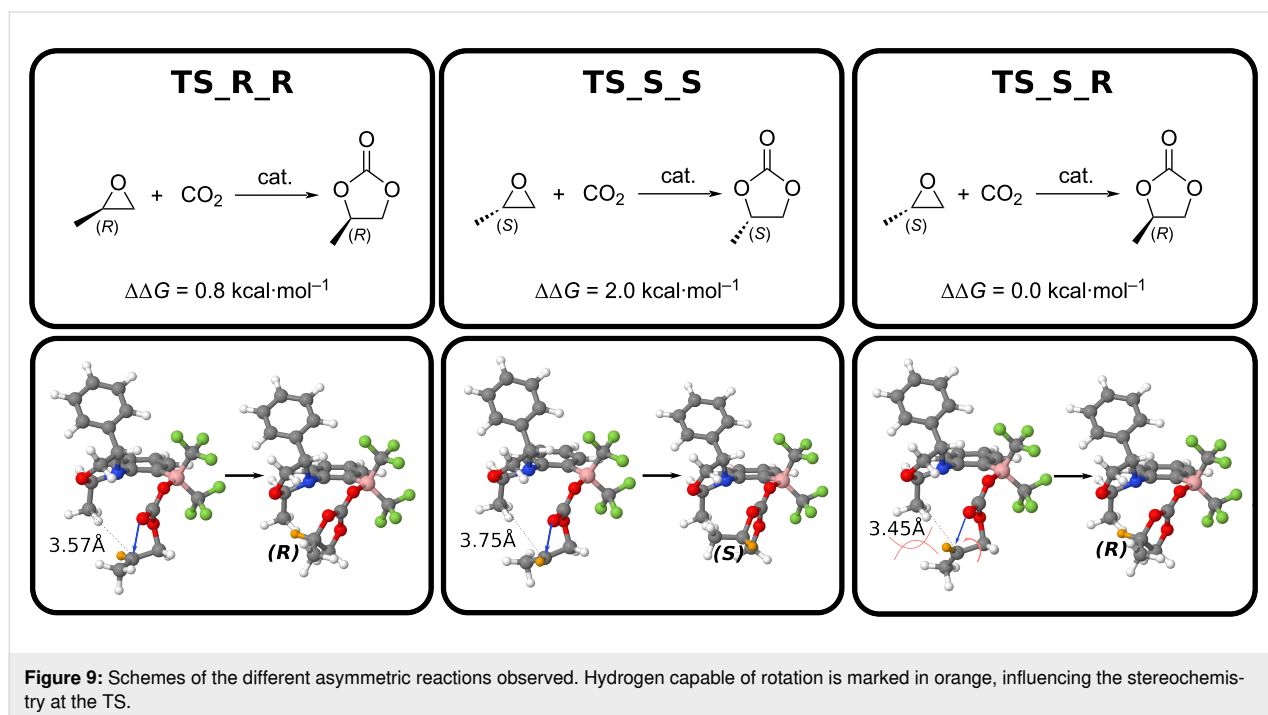 TS_R_R
TS_S_S
TS_S_R
O + CO₂ cat. O O O
(R) (R)
ΔΔG = 0.8 kcal·mol⁻¹
O + CO₂ cat. O O O
(S) (S)
ΔΔG = 2.0 kcal·mol⁻¹
O + CO₂ cat. O O O
(S) (R)
ΔΔG = 0.0 kcal·mol⁻¹
3.57Å
(R)
3.75Å
(S)
3.45Å
(R)
Figure 9: Schemes of the different asymmetric reactions observed. Hydrogen capable of rotation is marked in orange, influencing the stereochemis-
try at the TS.